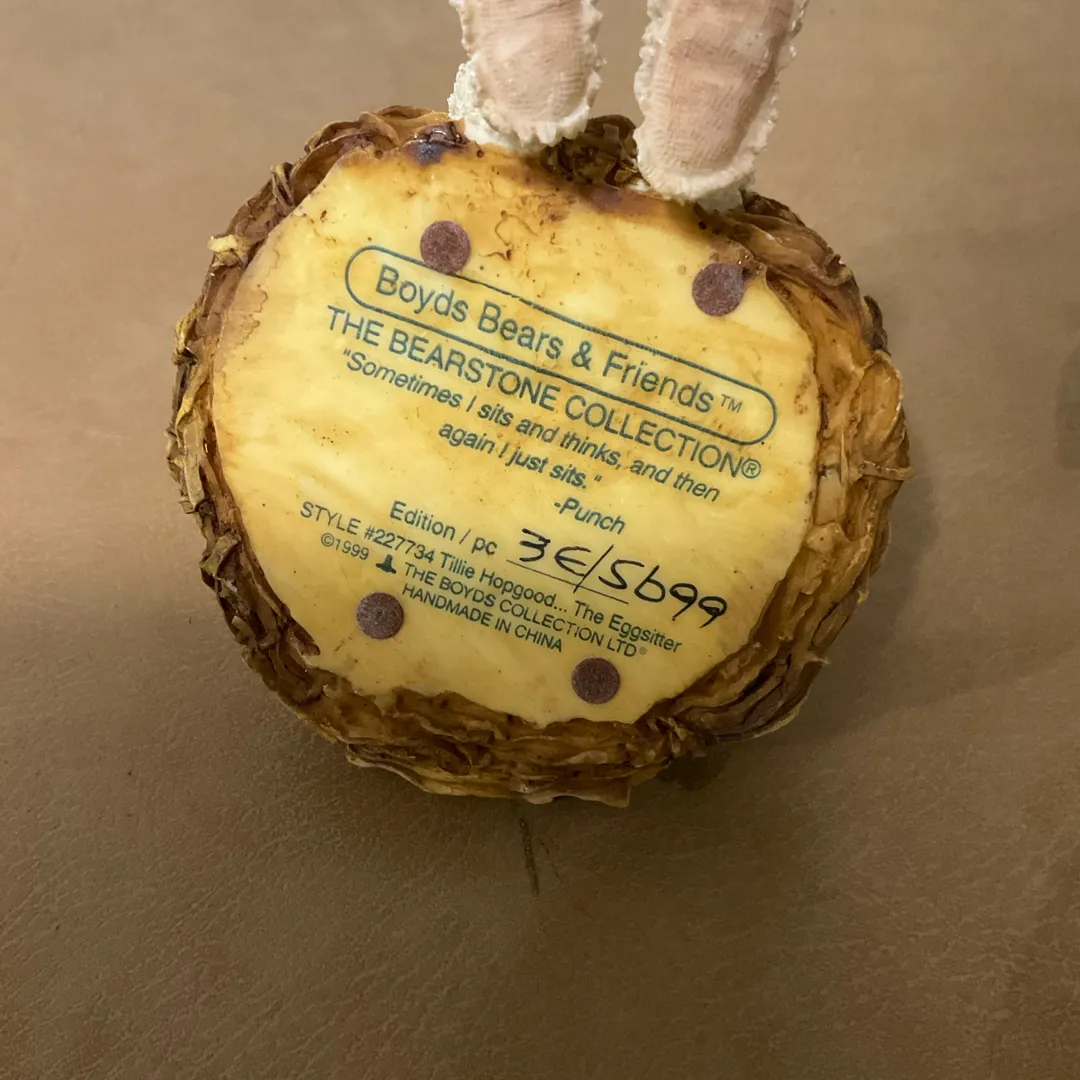 Boyds Bears & Friends™
THE BEARSTONE COLLECTION®
"Sometimes I sits and thinks, and then
again I just sits."
-Punch
Edition / pc 3E/5699
STYLE #227734 Tillie Hopgood... The Eggsitter
©1999 THE BOYDS COLLECTION LTD®
HANDMADE IN CHINA